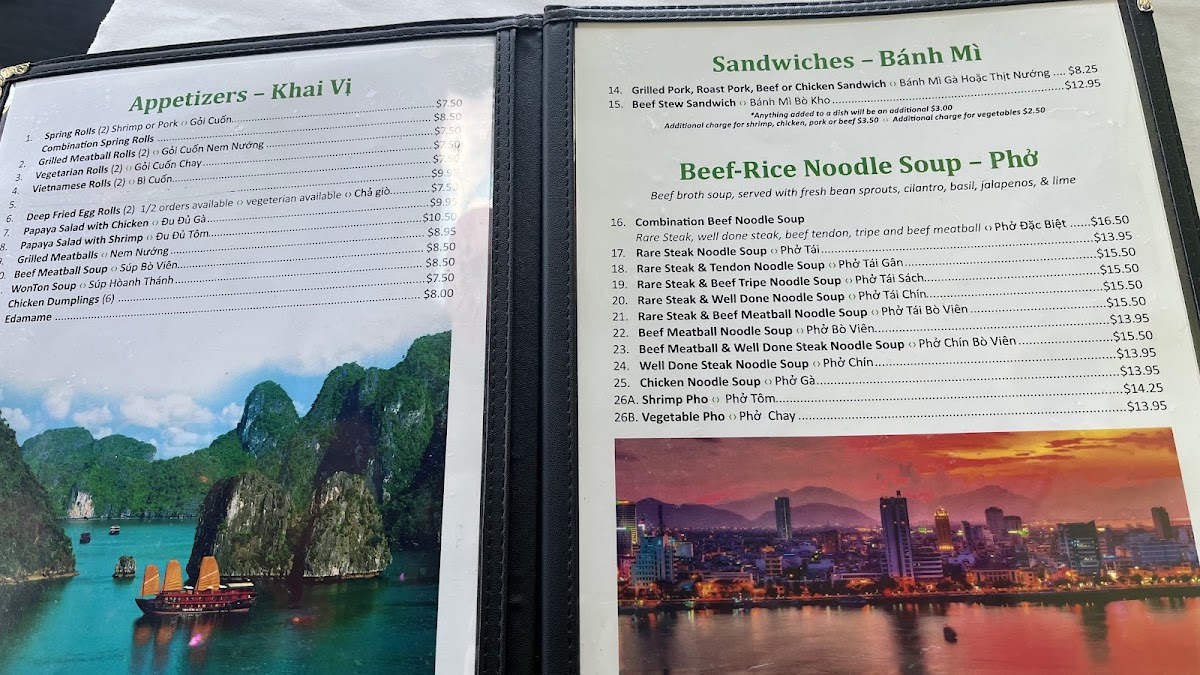 Appetizers – Khai Vị
1. Spring Rolls (2) Shrimp or Pork ‹› Gỏi Cuốn $7.50
Combination Spring Rolls $8.50
2. Grilled Meatball Rolls (2) ‹› Gỏi Cuốn Nem Nướng $7.50
3. Vegetarian Rolls (2) ‹› Gỏi Cuốn Chay $7.50
4. Vietnamese Rolls (2) ‹› Bì Cuốn $7.50
5. $9.95
6. Deep Fried Egg Rolls (2) 1/2 orders available ‹› vegeterian available ‹› Chả giò $7.50
7. Papaya Salad with Chicken ‹› Đu Đủ Gà $9.95
8. Papaya Salad with Shrimp ‹› Đu Đủ Tôm $10.50
9. Grilled Meatballs ‹› Nem Nướng $8.95
Beef Meatball Soup ‹› Súp Bò Viên $8.50
WonTon Soup ‹› Súp Hòanh Thánh $8.50
Chicken Dumplings (6) $7.50
Edamame $8.00
Sandwiches – Bánh Mì
14. Grilled Pork, Roast Pork, Beef or Chicken Sandwich ‹› Bánh Mì Gà Hoặc Thịt Nướng $8.25
15. Beef Stew Sandwich ‹› Bánh Mì Bò Kho $12.95
*Anything added to a dish will be an additional $3.00
Additional charge for shrimp, chicken, pork or beef $3.50 ‹› Additional charge for vegetables $2.50
Beef-Rice Noodle Soup – Phở
Beef broth soup, served with fresh bean sprouts, cilantro, basil, jalapenos, & lime
16. Combination Beef Noodle Soup
Rare Steak, well done steak, beef tendon, tripe and beef meatball ‹› Phở Đặc Biệt $16.50
17. Rare Steak Noodle Soup ‹› Phở Tái $13.95
18. Rare Steak & Tendon Noodle Soup ‹› Phở Tái Gân $15.50
19. Rare Steak & Beef Tripe Noodle Soup ‹› Phở Tái Sách $15.50
20. Rare Steak & Well Done Noodle Soup ‹› Phở Tái Chín $15.50
21. Rare Steak & Beef Meatball Noodle Soup ‹› Phở Tái Bò Viên $15.50
22. Beef Meatball Noodle Soup ‹› Phở Bò Viên $13.95
23. Beef Meatball & Well Done Steak Noodle Soup ‹› Phở Chín Bò Viên $15.50
24. Well Done Steak Noodle Soup ‹› Phở Chín $13.95
25. Chicken Noodle Soup ‹› Phở Gà $13.95
26A. Shrimp Pho ‹› Phở Tôm $14.25
26B. Vegetable Pho ‹› Phở Chay $13.95